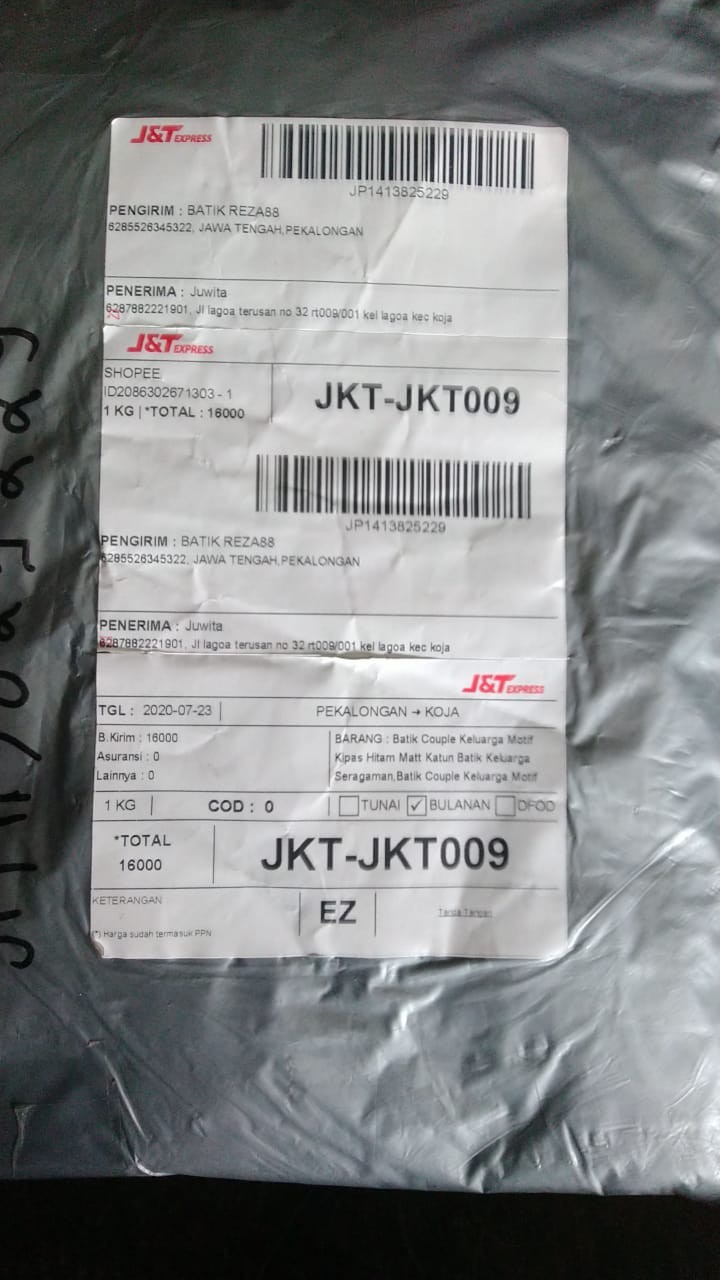 J&T EXPRESS
JP1413825229
PENGIRIM : BATIK REZA88
6285526345322, JAWA TENGAH,PEKALONGAN
PENERIMA : Juwita
6287882221901, Jl lagoa terusan no 32 rt009/001 kel lagoa kec koja
J&T EXPRESS
SHOPEE
ID2086302671303 - 1
1 KG | *TOTAL : 16000
JKT-JKT009
JP1413825229
PENGIRIM : BATIK REZA88
6285526345322, JAWA TENGAH,PEKALONGAN
PENERIMA : Juwita
6287882221901, Jl lagoa terusan no 32 rt009/001 kel lagoa kec koja
J&T EXPRESS
TGL : 2020-07-23 PEKALONGAN → KOJA
B.Kirim : 16000
Asuransi : 0
Lainnya : 0
BARANG : Batik Couple Keluarga Motif
Kipas Hitam Matt Katun Batik Keluarga
Seragaman,Batik Couple Keluarga Motif
1 KG COD : 0 TUNAI ✓ BULANAN DFOD
*TOTAL
16000
JKT-JKT009
KETERANGAN
(*) Harga sudah termasuk PPN
EZ
Tanda Tangan